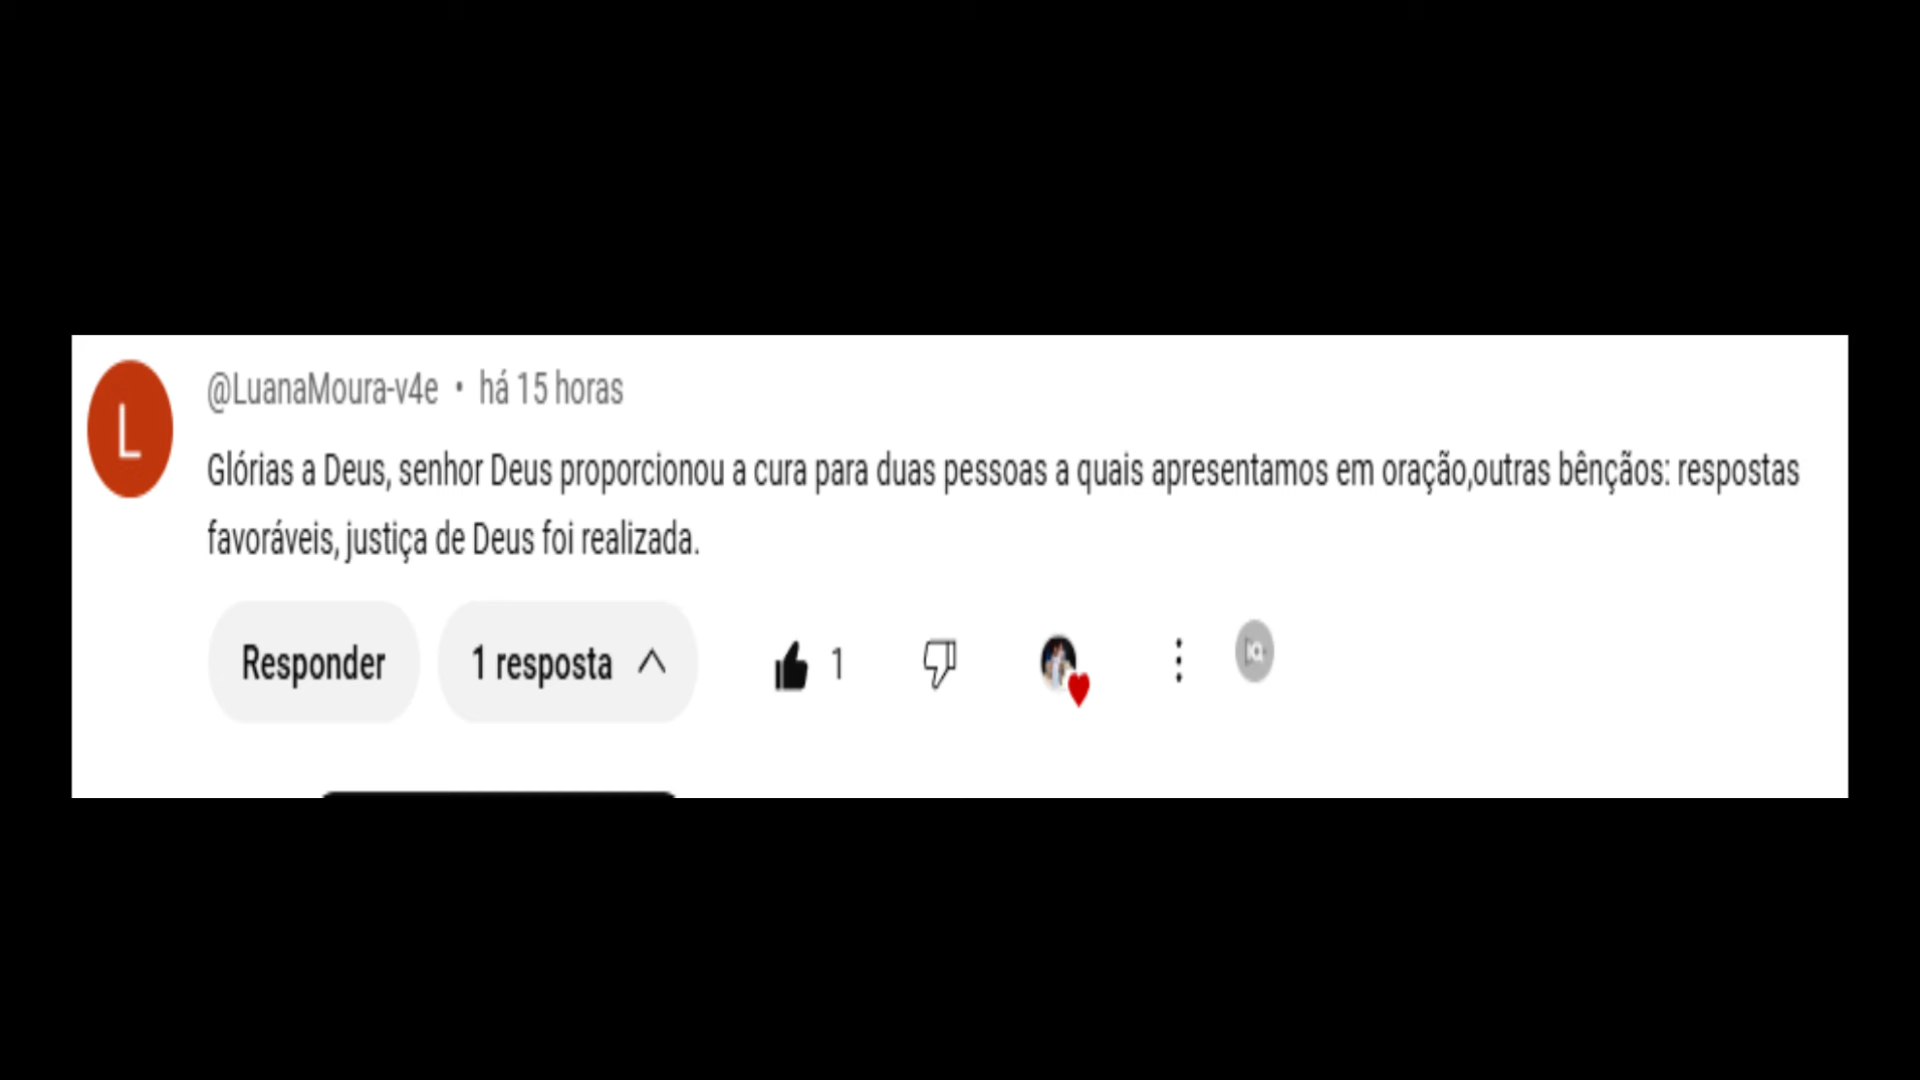 L
@LuanaMoura-v4e • há 15 horas
Glórias a Deus, senhor Deus proporcionou a cura para duas pessoas a quais apresentamos em oração,outras bênçãos: respostas
favoráveis, justiça de Deus foi realizada.
Responder 1 resposta 1